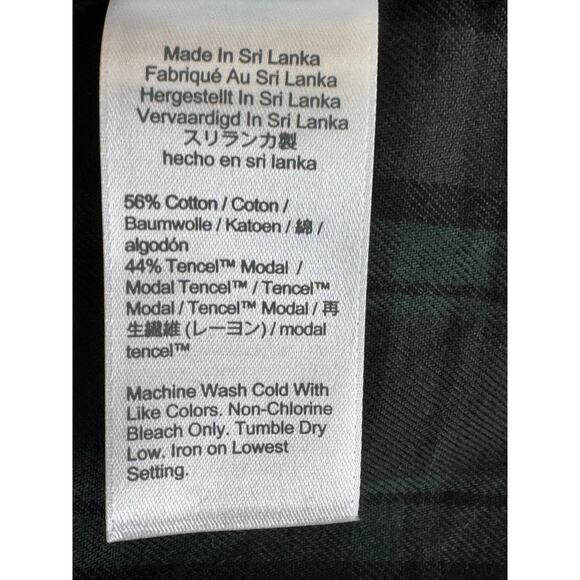 Made In Sri Lanka
Fabriqué Au Sri Lanka
Hergestellt In Sri Lanka
Vervaardigd In Sri Lanka
スリランカ製
hecho en sri lanka
56% Cotton / Coton /
Baumwolle / Katoen / 綿 /
algodón
44% Tencel™ Modal /
Modal Tencel™ / Tencel™
Modal / Tencel™ Modal / 再
生繊維 (レーヨン) / modal
tencel™
Machine Wash Cold With
Like Colors. Non-Chlorine
Bleach Only. Tumble Dry
Low. Iron on Lowest
Setting.